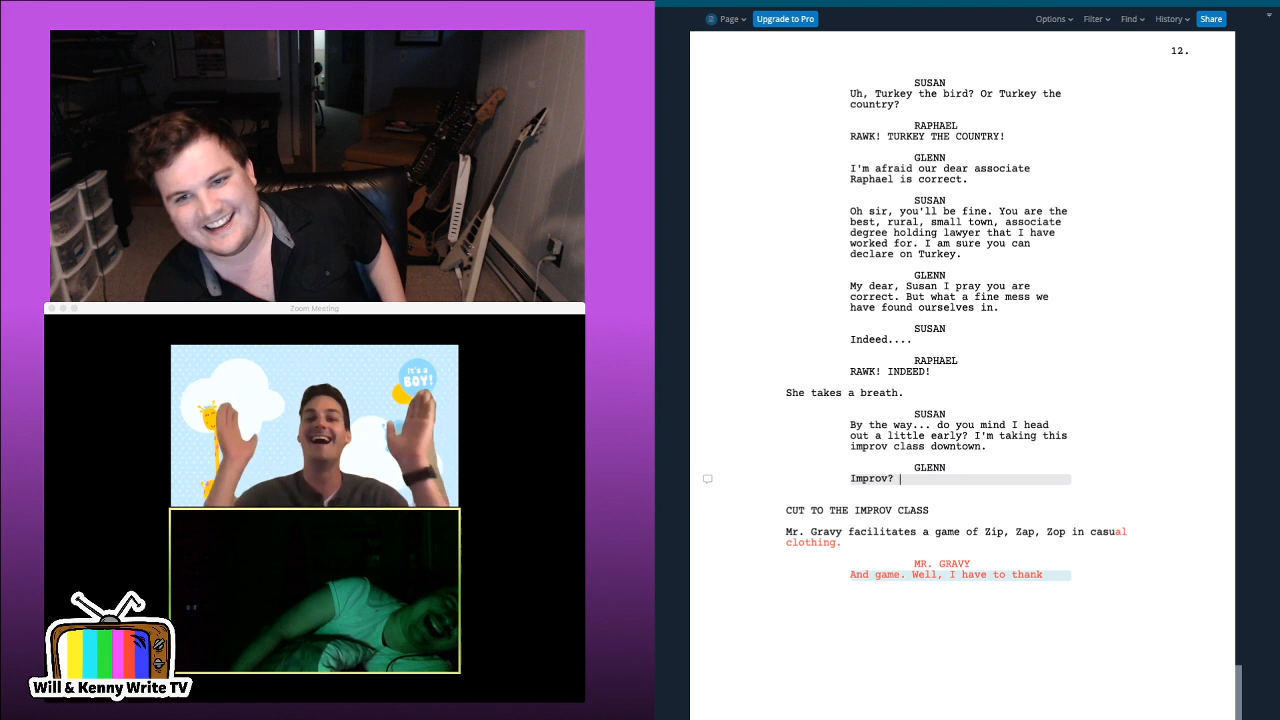 Page
Upgrade to Pro
Options
Filter
Find
History
Share
12.
SUSAN
Uh, Turkey the bird? Or Turkey the
country?
RAPHAEL
RAWK! TURKEY THE COUNTRY!
GLENN
I'm afraid our dear associate
Raphael is correct.
SUSAN
Oh sir, you'll be fine. You are the
best, rural, small town, associate
degree holding lawyer that I have
worked for. I am sure you can
declare on Turkey.
GLENN
My dear, Susan I pray you are
correct. But what a fine mess we
have found ourselves in.
SUSAN
Indeed....
RAPHAEL
RAWK! INDEED!
She takes a breath.
SUSAN
By the way... do you mind I head
out a little early? I'm taking this
improv class downtown.
GLENN
Improv?
CUT TO THE IMPROV CLASS
Mr. Gravy facilitates a game of Zip, Zap, Zop in casual
clothing.
MR. GRAVY
And game. Well, I have to thank
Zoom Meeting
it's a
BOY!
Will & Kenny Write TV